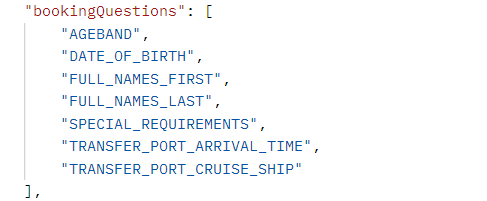 "bookingQuestions": [
"AGEBAND",
"DATE_OF_BIRTH",
"FULL_NAMES_FIRST",
"FULL_NAMES_LAST",
"SPECIAL_REQUIREMENTS",
"TRANSFER_PORT_ARRIVAL_TIME",
"TRANSFER_PORT_CRUISE_SHIP"
],